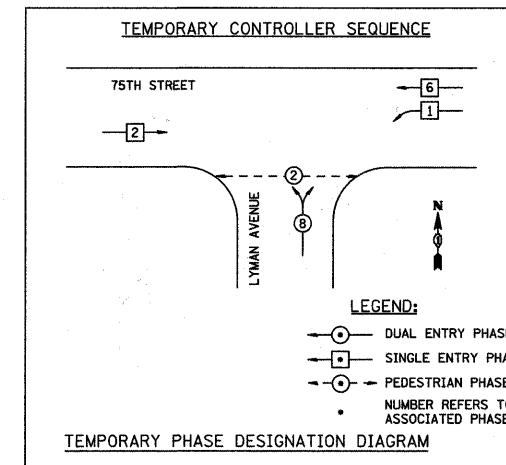 TEMPORARY CONTROLLER SEQUENCE
75TH STREET
6
1
2
2
8
LYMAN AVENUE
N
LEGEND:
DUAL ENTRY PHASE
SINGLE ENTRY PHA
PEDESTRIAN PHASE
NUMBER REFERS TO
ASSOCIATED PHASE
TEMPORARY PHASE DESIGNATION DIAGRAM